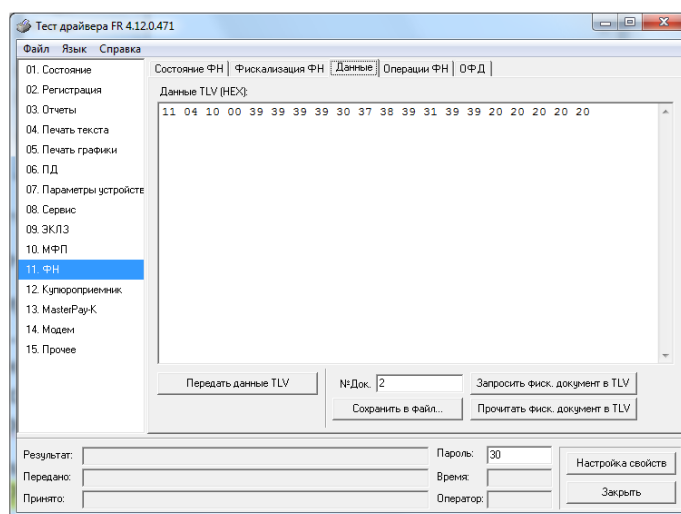 Тест драйвера FR 4.12.0.471
Файл Язык Справка
01. Состояние
02. Регистрация
03. Отчеты
04. Печать текста
05. Печать графики
06. ПД
07. Параметры устройств
08. Сервис
09. ЭКЛЗ
10. МФП
11. ФН
12. Купюроприемник
13. MasterPay-K
14. Модем
15. Прочее
Состояние ФН Фискализация ФН Данные Операции ФН ОФД
Данные TLV (HEX):
11 04 10 00 39 39 39 39 30 37 38 39 31 39 39 20 20 20 20 20
Передать данные TLV
№Док. 2
Запросить фиск. документ в TLV
Сохранить в файл...
Прочитать фиск. документ в TLV
Результат:
Передано:
Принято:
Пароль: 30
Время:
Оператор:
Настройка свойств
Закрыть